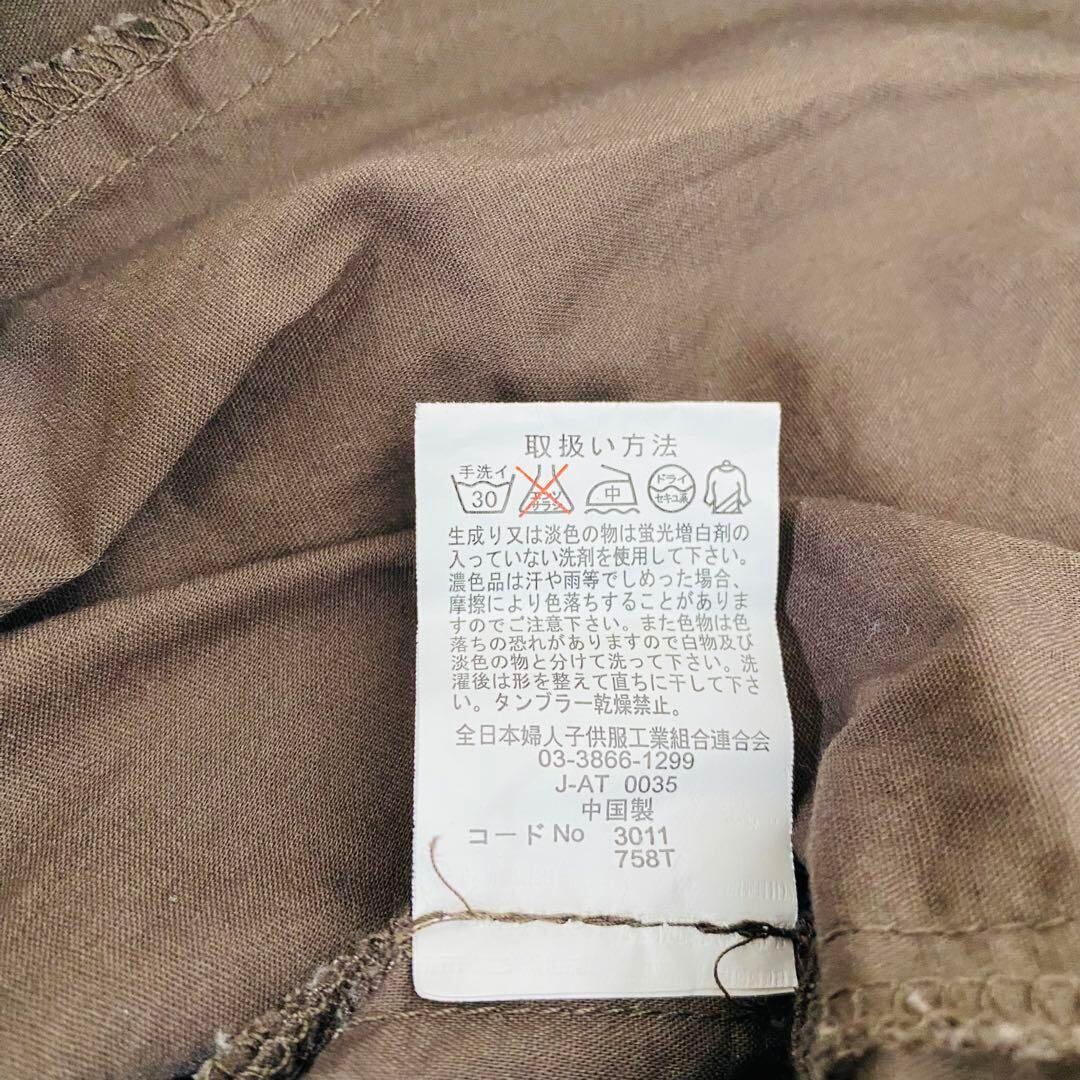 取扱い方法
手洗イ
30
エンソ
サラシ
中
ドライ
セキユ系
生成り又は淡色の物は蛍光増白剤の
入っていない洗剤を使用して下さい。
濃色品は汗や雨等でしめった場合、
摩擦により色落ちすることがありま
すのでご注意下さい。また色物は色
落ちの恐れがありますので白物及び
淡色の物と分けて洗って下さい。洗
濯後は形を整えて直ちに干して下さ
い。タンブラー乾燥禁止。
全日本婦人子供服工業組合連合会
03-3866-1299
J-AT 0035
中国製
コードNo 3011
758T